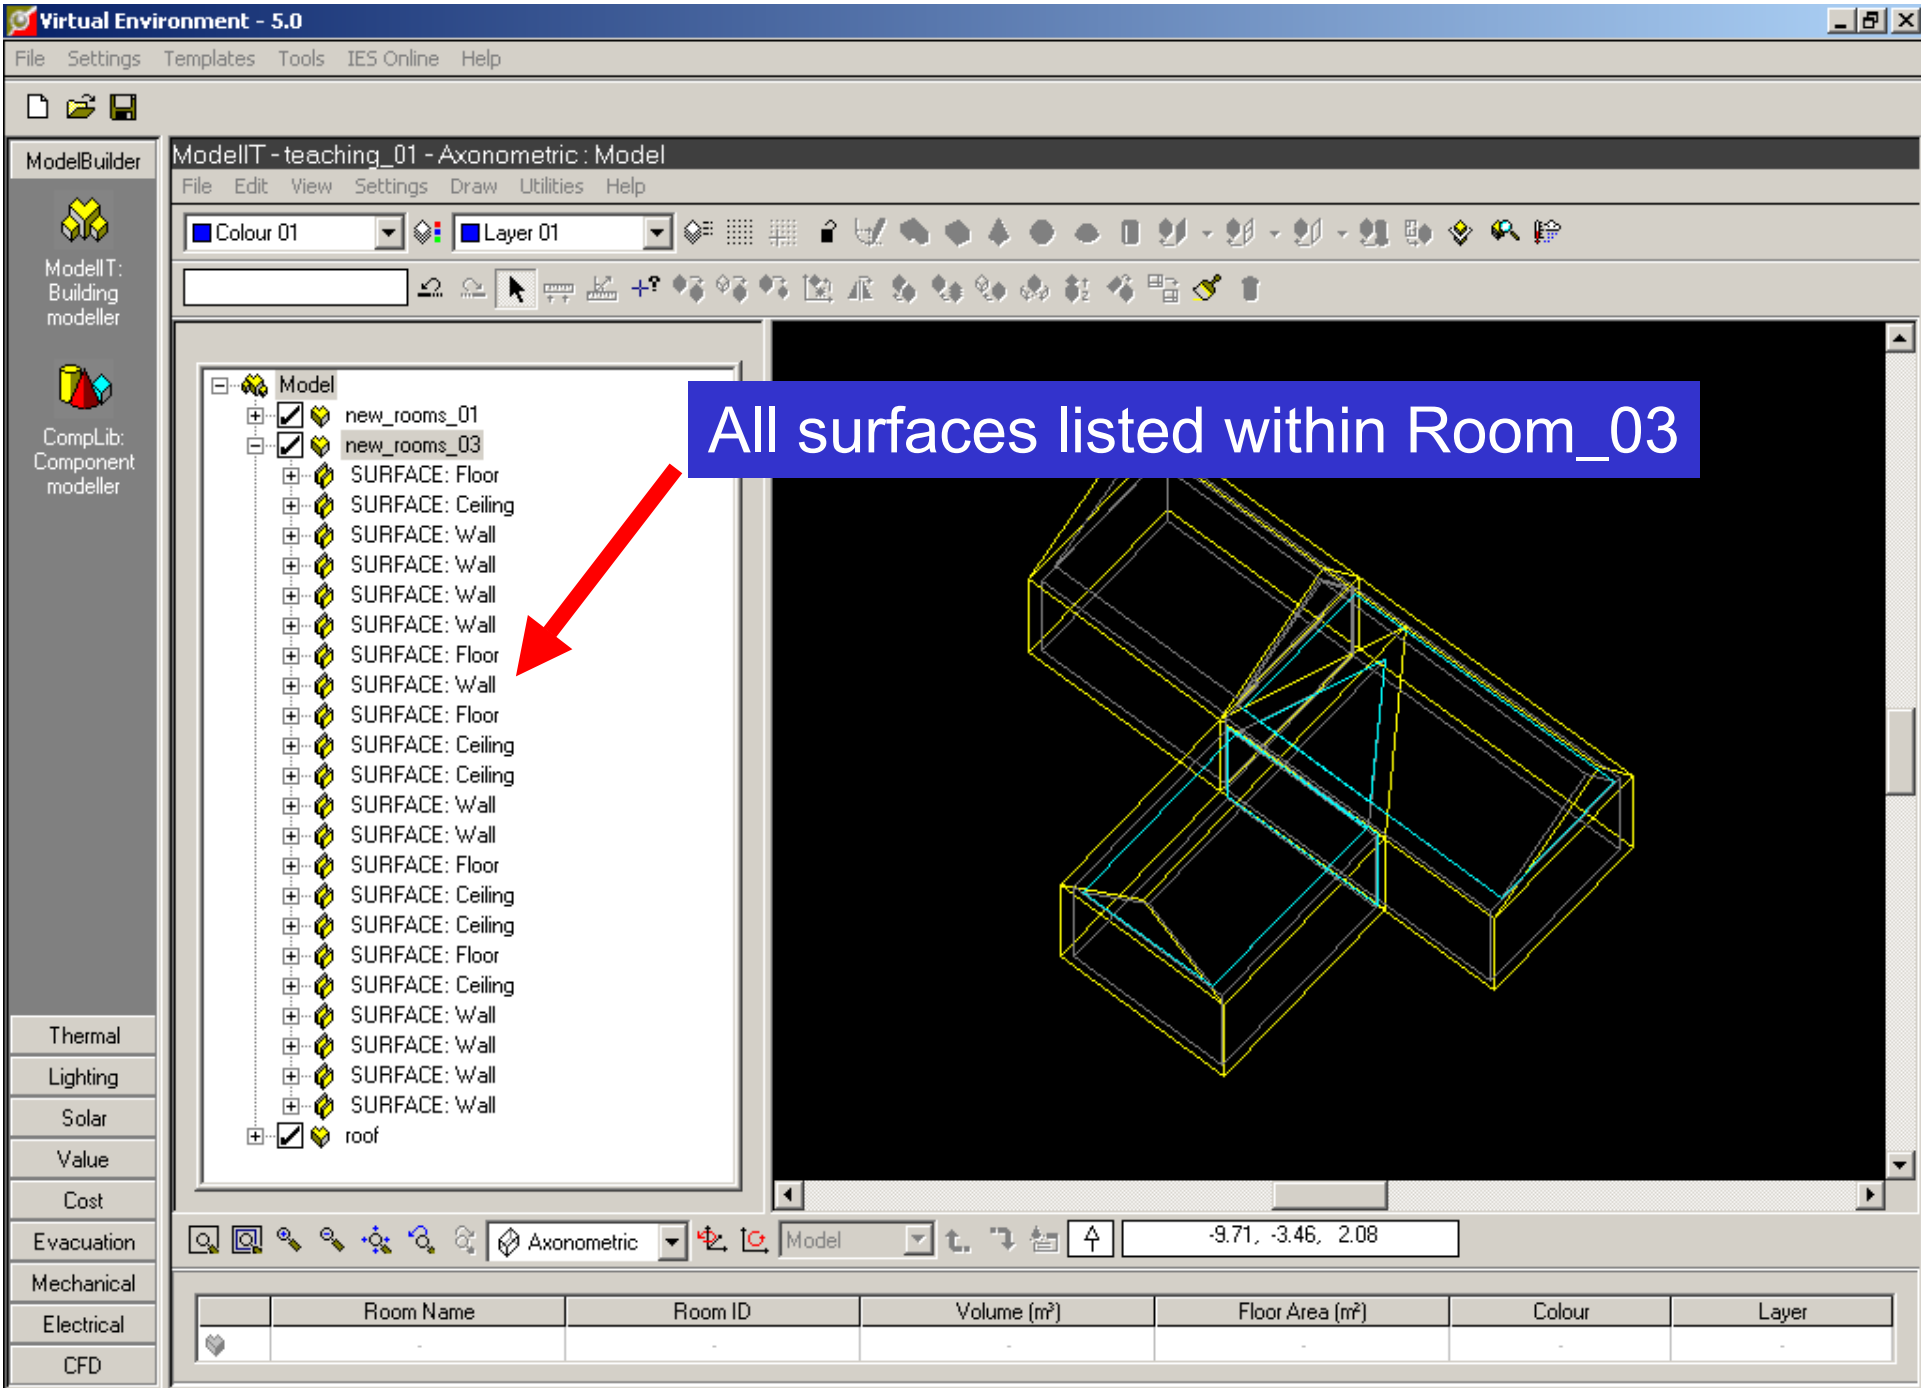 Virtual Environment - 5.0
File Settings Templates Tools IES Online Help
ModelBuilder
ModelIT - teaching_01 - Axonometric : Model
File Edit View Settings Draw Utilities Help
Colour 01
Layer 01
ModelIT:
Building
modeller
CompLib:
Component
modeller
Model
new_rooms_01
new_rooms_03
SURFACE: Floor
SURFACE: Ceiling
SURFACE: Wall
SURFACE: Wall
SURFACE: Wall
SURFACE: Wall
SURFACE: Floor
SURFACE: Wall
SURFACE: Floor
SURFACE: Ceiling
SURFACE: Ceiling
SURFACE: Wall
SURFACE: Wall
SURFACE: Floor
SURFACE: Ceiling
SURFACE: Ceiling
SURFACE: Floor
SURFACE: Ceiling
SURFACE: Wall
SURFACE: Wall
SURFACE: Wall
SURFACE: Wall
roof
All surfaces listed within Room_03
Thermal
Lighting
Solar
Value
Cost
Evacuation
Mechanical
Electrical
CFD
Axonometric
Model
-9.71, -3.46, 2.08
Room Name Room ID Volume (m³) Floor Area (m²) Colour Layer
- - - - - -